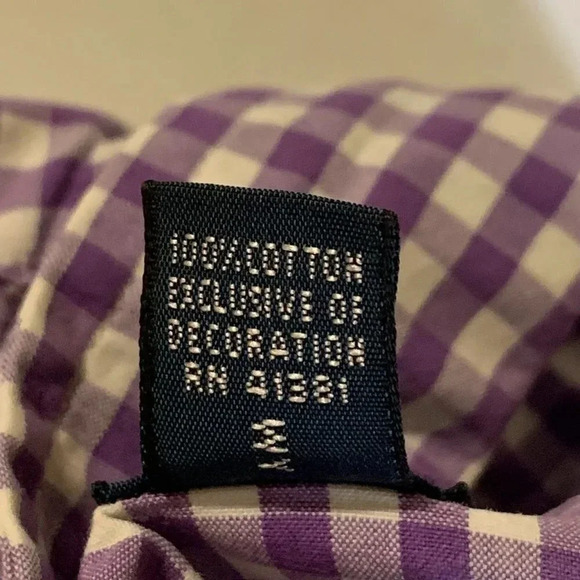 100% COTTON
EXCLUSIVE OF
DECORATION
RN 41381